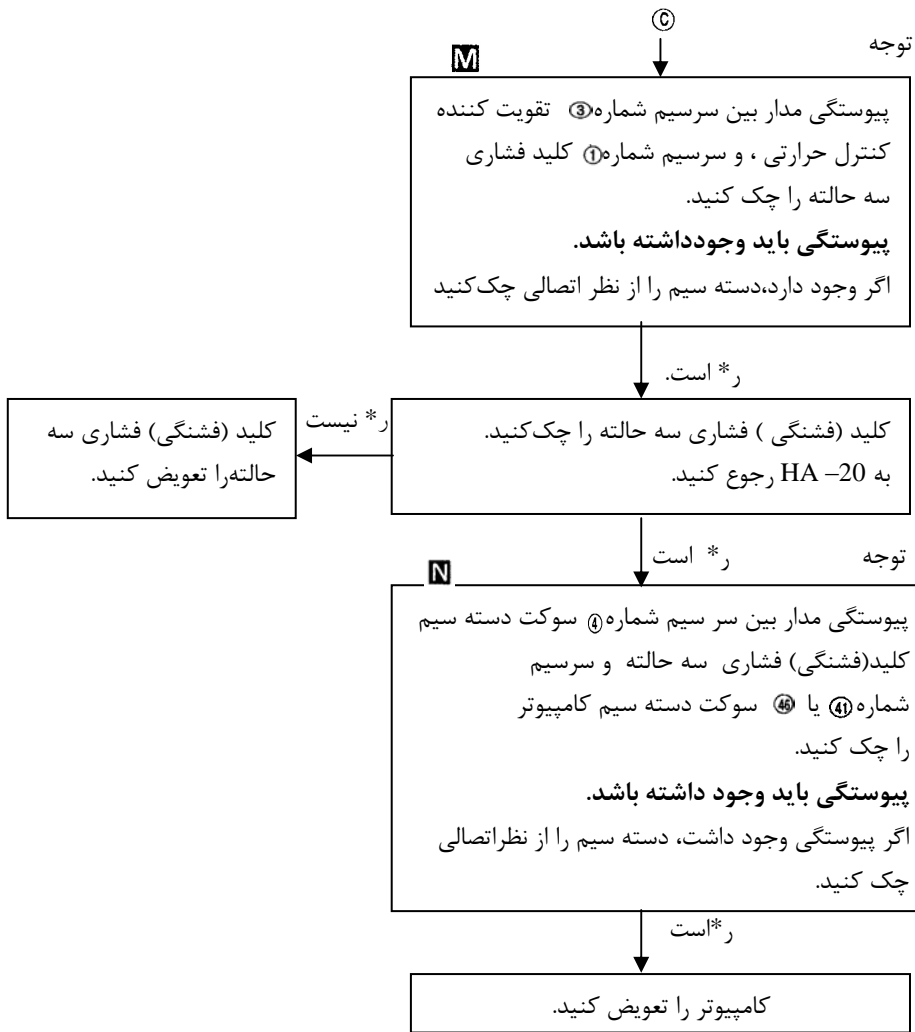 Ⓒ
توجه
M
پیوستگی مدار بین سرسیم شماره③ تقویت کننده
کنترل حرارتی ، و سرسیم شماره① کلید فشاری
سه حالته را چک کنید.
پیوستگی باید وجودداشته باشد.
اگر وجود دارد،دسته سیم را از نظر اتصالی چک‌کنید
ر* است.
کلید (فشنگی ) فشاری سه حالته را چک‌کنید.
به HA –20 رجوع کنید.
ر* نیست
کلید (فشنگی) فشاری سه
حالته‌را تعویض کنید.
ر* است
توجه
N
پیوستگی مدار بین سر سیم شماره④ سوکت دسته سیم
کلید(فشنگی) فشاری سه حالته و سرسیم
شماره㊶ یا ㊻ سوکت دسته سیم کامپیوتر
را چک کنید.
پیوستگی باید وجود داشته باشد.
اگر پیوستگی وجود داشت، دسته سیم را از نظراتصالی
چک کنید.
ر*است
کامپیوتر را تعویض کنید.